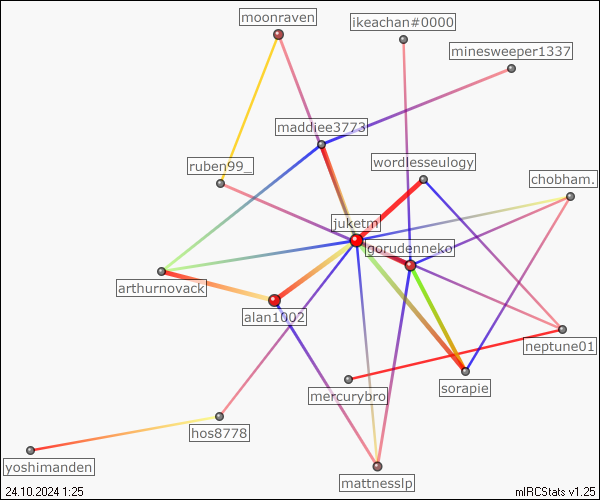 moonraven
ikeachan#0000
minesweeper1337
maddiee3773
ruben99_
wordlesseulogy
chobham.
juketm
gorudenneko
arthurnovack
alan1002
neptune01
mercurybro
sorapie
hos8778
yoshimanden
mattnesslp
24.10.2024 1:25
mIRCStats v1.25